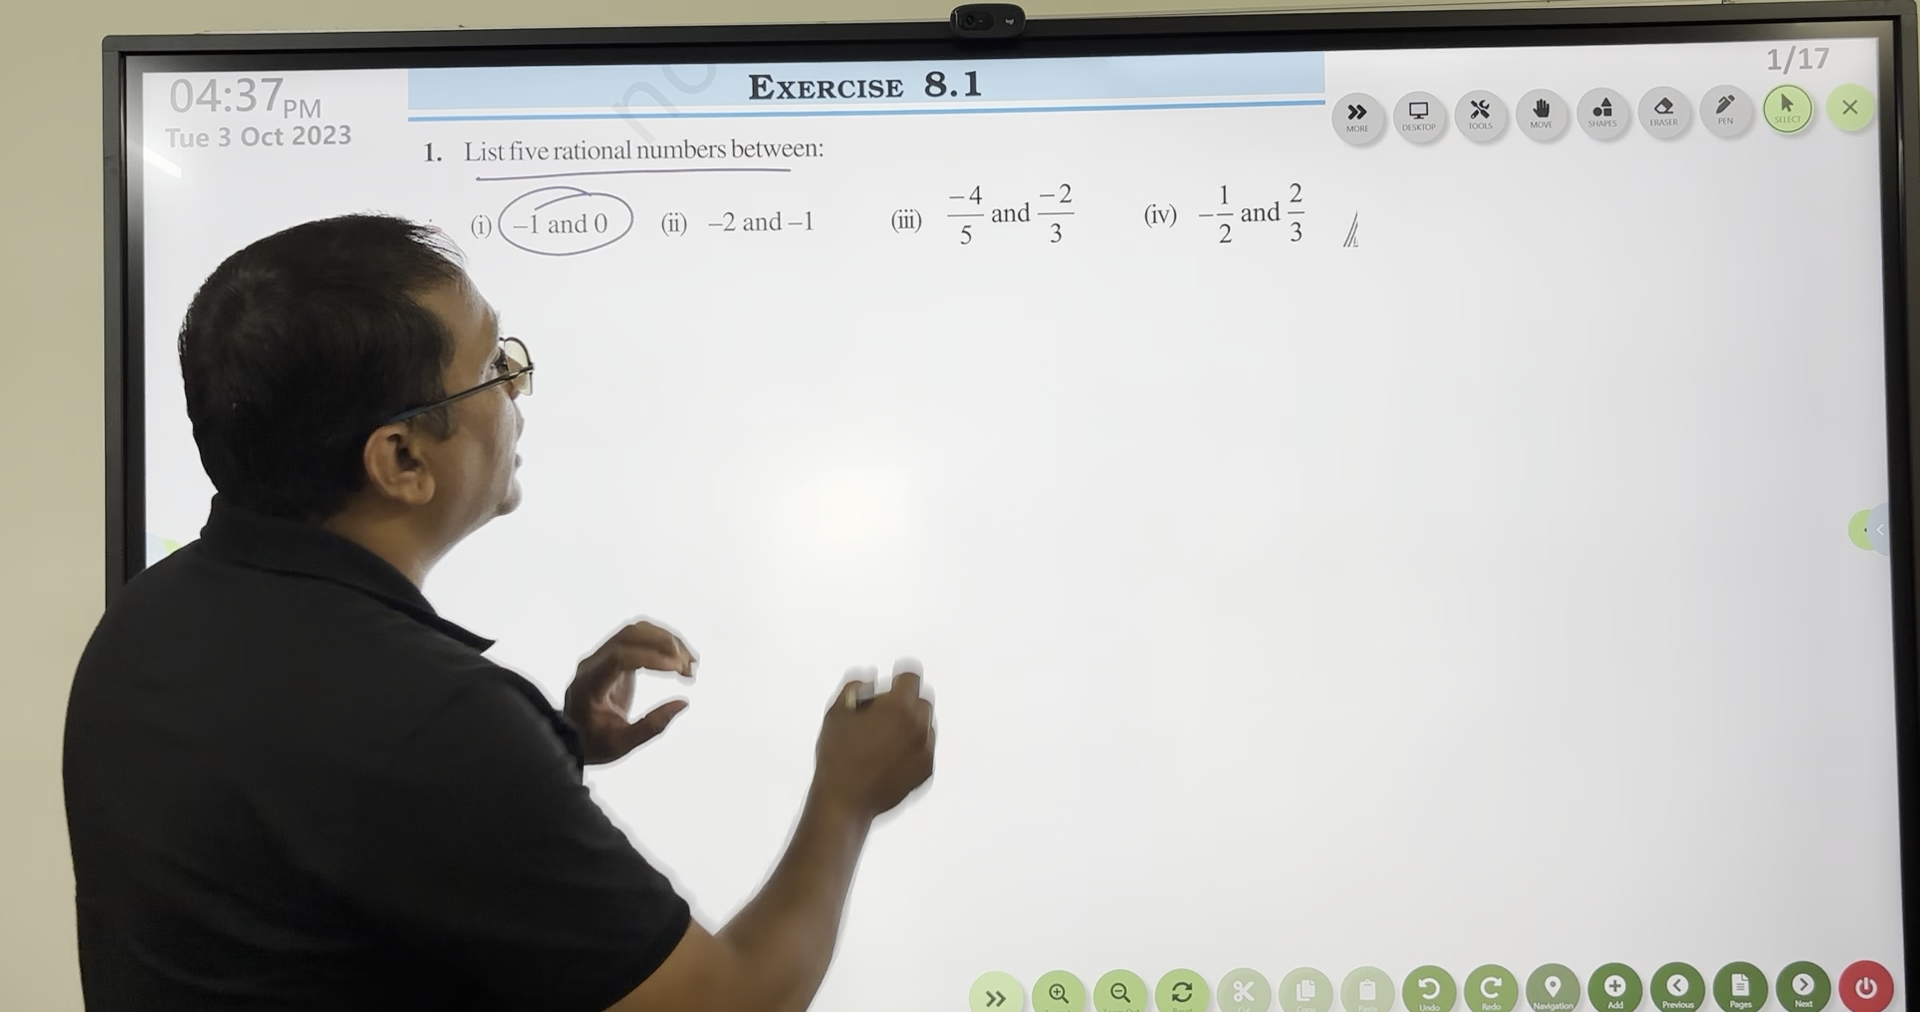 04:37 PM
Tue 3 Oct 2023
EXERCISE 8.1
1/17
MORE DESKTOP TOOLS MOVE SHAPES ERASER PEN SELECT
1. List five rational numbers between:
(i) –1 and 0 (ii) –2 and –1 (iii) −4/5 and −2/3 (iv) −1/2 and 2/3
Undo Redo Navigation Add Previous Pages Next